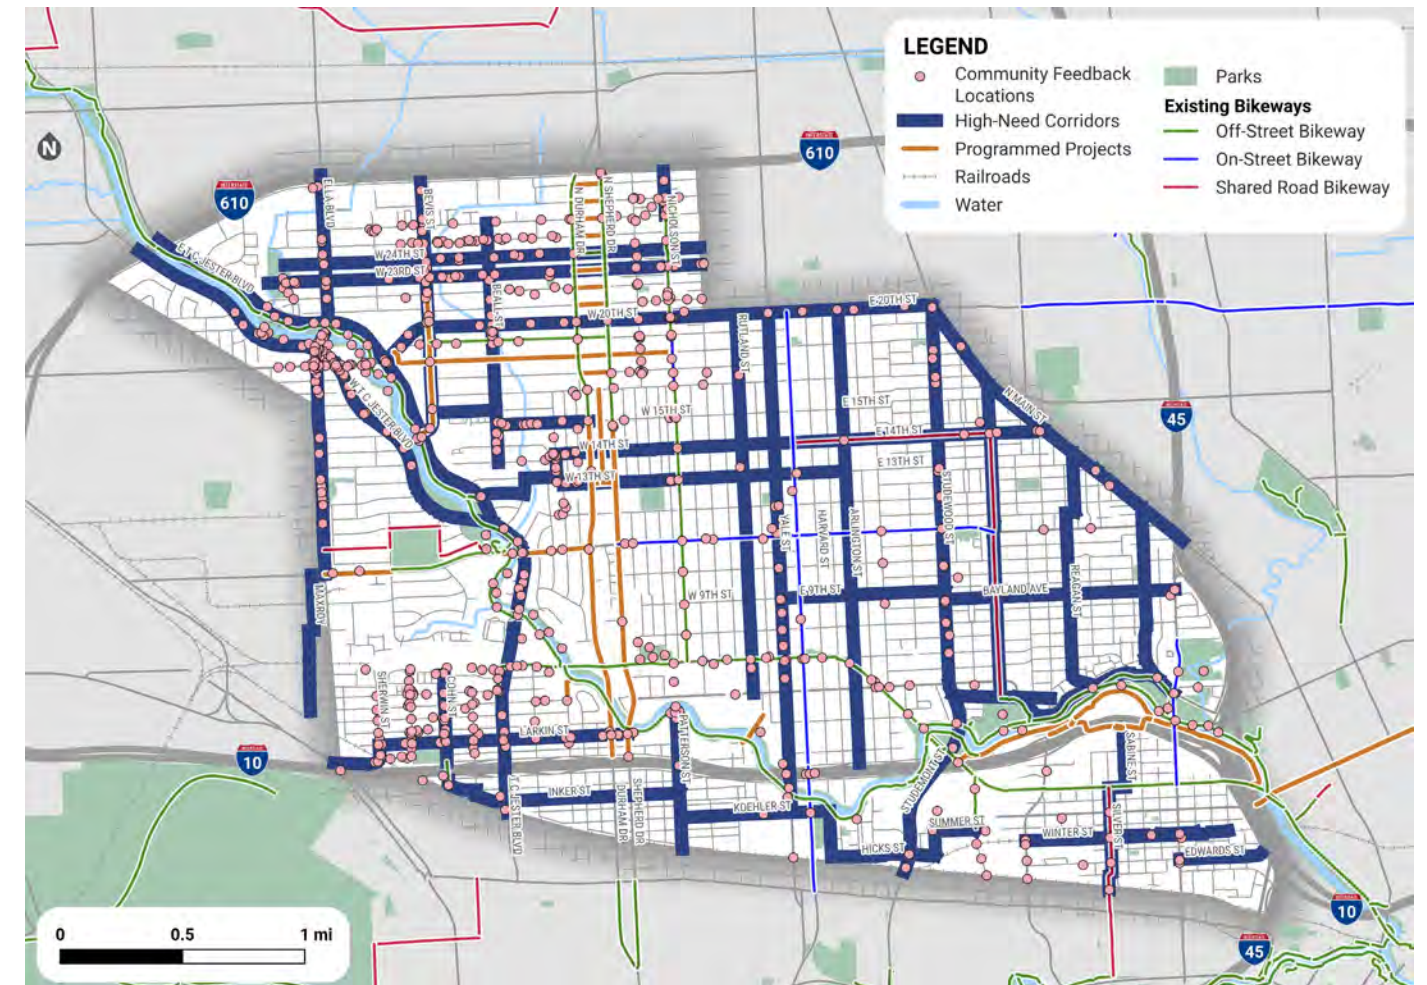 LEGEND
Community Feedback
Locations
High-Need Corridors
Programmed Projects
Railroads
Water
Parks
Existing Bikeways
Off-Street Bikeway
On-Street Bikeway
Shared Road Bikeway
N
610
610
45
10
10
45
ELLA BLVD
BEVIS ST
N DURHAM DR
N SHEPHERD DR
NICHOLSON ST
E T C JESTER BLVD
W 24TH ST
W 23RD ST
BEALL ST
W 20TH ST
E 20TH ST
RUTLAND ST
W T C JESTER BLVD
W 15TH ST
E 15TH ST
N MAIN ST
W 14TH ST
E 14TH ST
W 13TH ST
E 13TH ST
STUDEWOOD ST
YALE ST
HARVARD ST
ARLINGTON ST
MAXROY
W 9TH ST
E 9TH ST
BAYLAND AVE
REAGAN ST
SHERWIN ST
COHN ST
LARKIN ST
PATTERSON ST
STUDEMONT ST
SABINE ST
T C JESTER BLVD
INKER ST
DURHAM DR
SHEPHERD DR
KOEHLER ST
HICKS ST
SUMMER ST
WINTER ST
SILVER ST
EDWARDS ST
0
0.5
1 mi